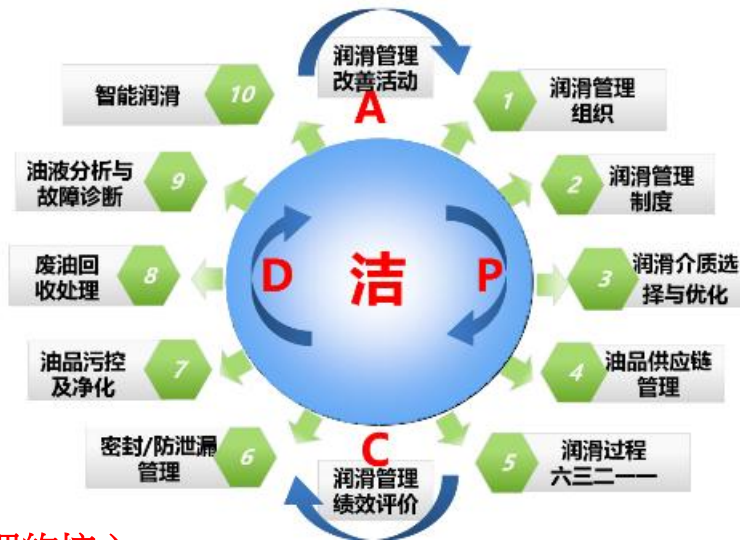 润滑管理
改善活动
A
1
润滑管理
组织
2
润滑管理
制度
3
润滑介质选
择与优化
4
油品供应链
管理
5
润滑过程
六三二一一
C
润滑管理
绩效评价
6
密封/防泄漏
管理
7
油品污控
及净化
8
废油回
收处理
9
油液分析与
故障诊断
10
智能润滑
D
洁
P